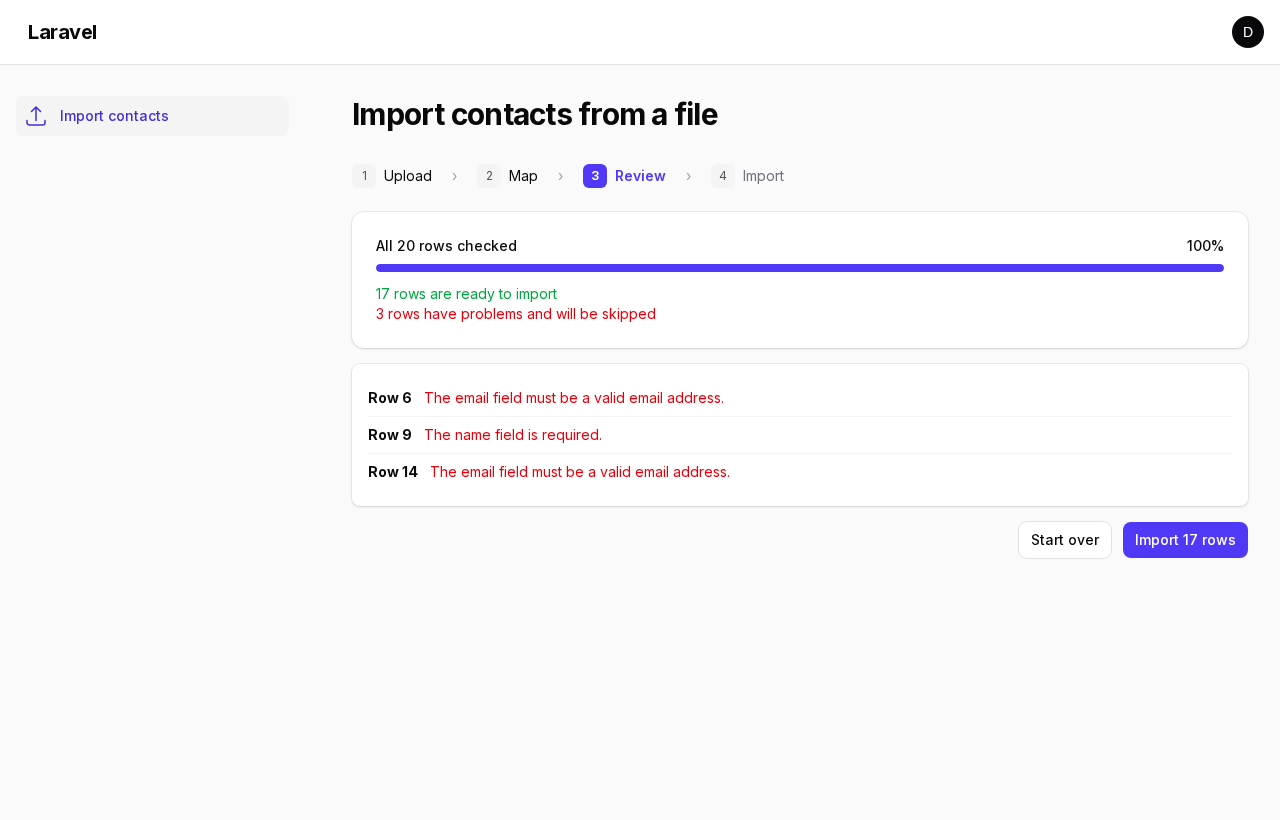 Laravel
D
Import contacts
Import contacts from a file
1 Upload › 2 Map › 3 Review › 4 Import
All 20 rows checked 100%
17 rows are ready to import
3 rows have problems and will be skipped
Row 6 The email field must be a valid email address.
Row 9 The name field is required.
Row 14 The email field must be a valid email address.
Start over Import 17 rows